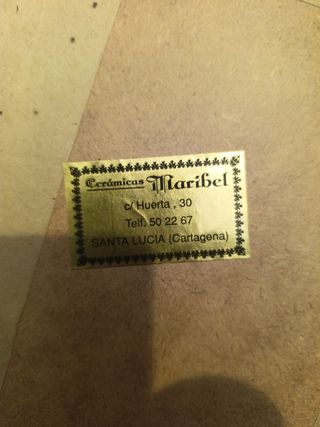 Cerámicas Maribel
c/ Huerta , 30
Telf. 50 22 67
SANTA LUCIA (Cartagena)